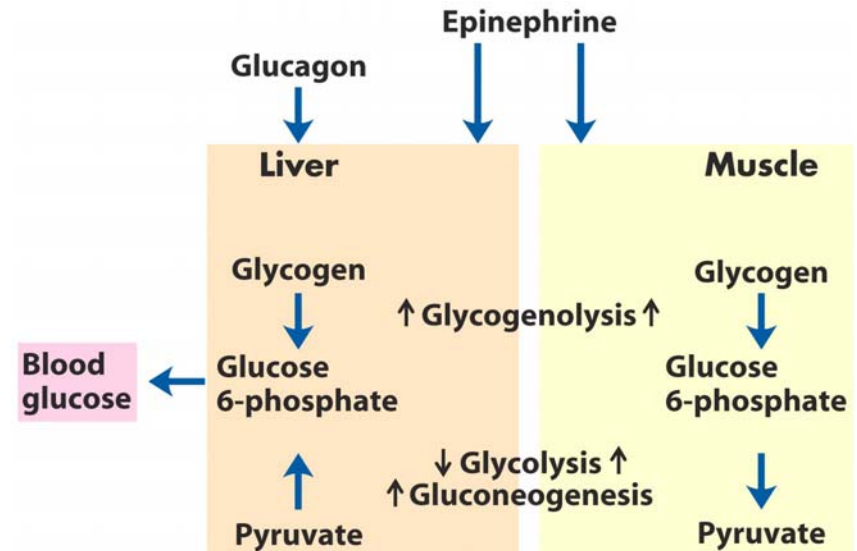 Epinephrine
Glucagon
Liver
Muscle
Glycogen
Glycogen
↑ Glycogenolysis ↑
Blood
glucose
Glucose
6-phosphate
Glucose
6-phosphate
↓ Glycolysis ↑
↑ Gluconeogenesis
Pyruvate
Pyruvate